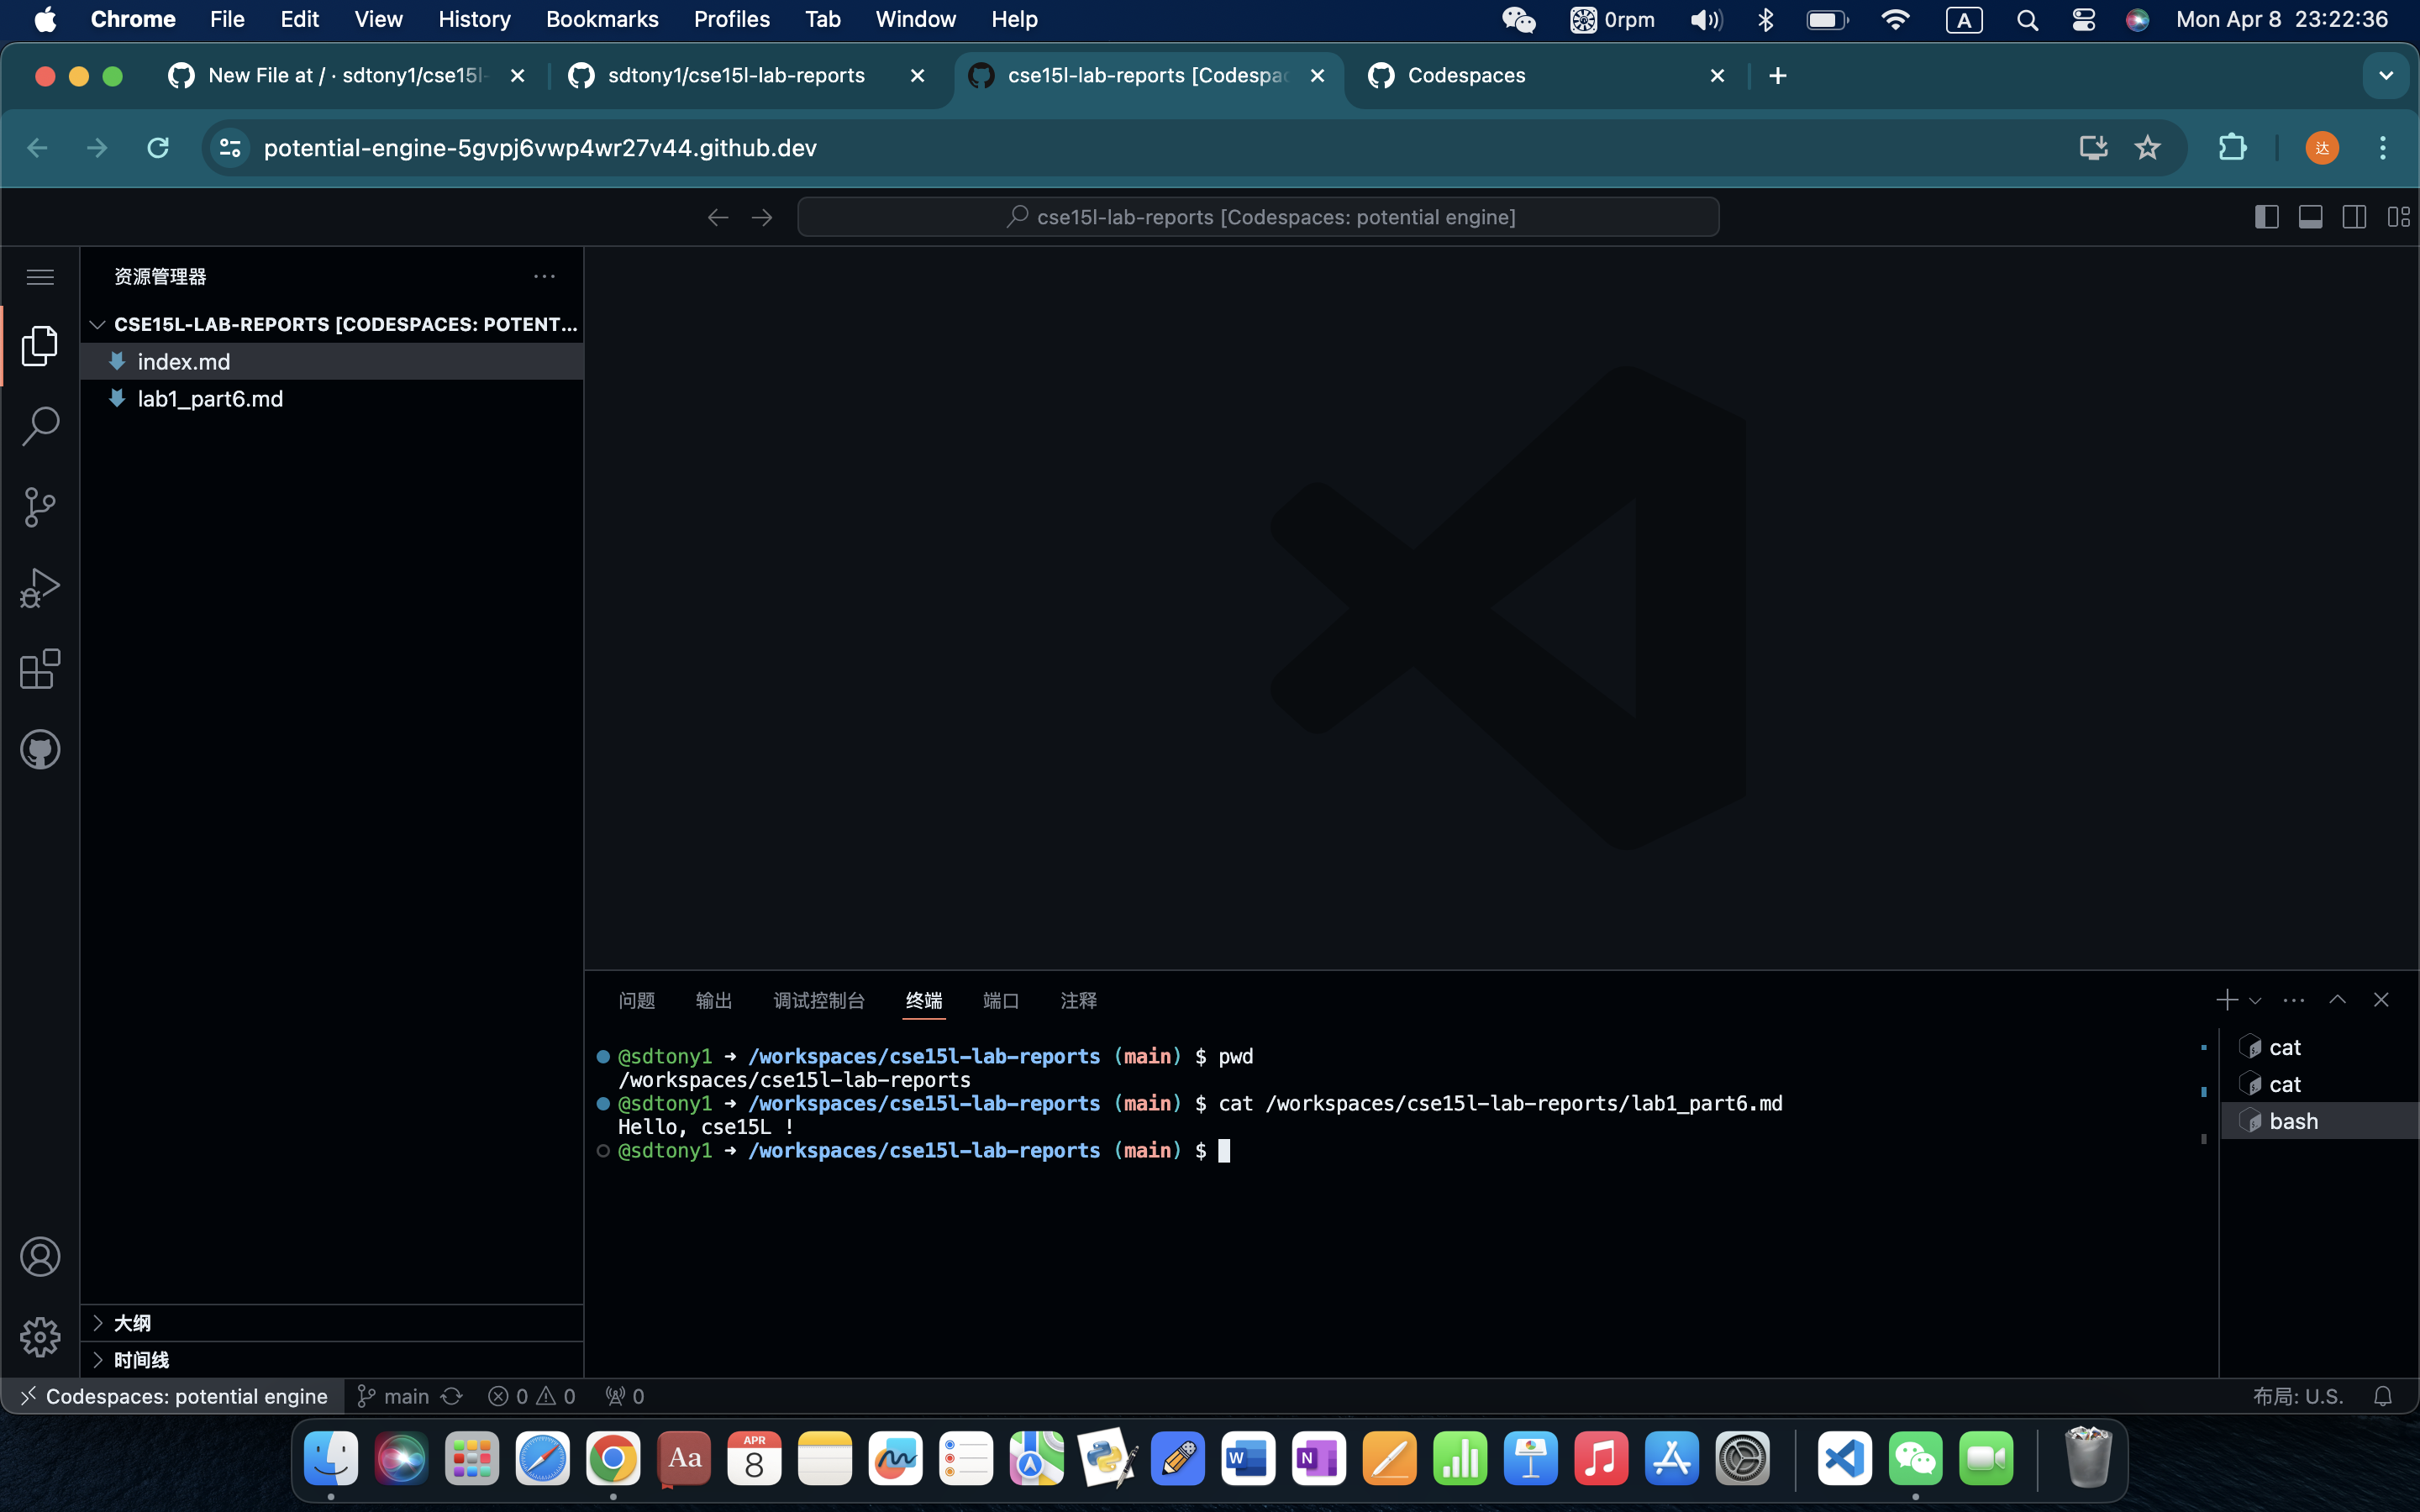 Chrome File Edit View History Bookmarks Profiles Tab Window Help 0rpm A Mon Apr 8 23:22:36
New File at / · sdtony1/cse15l- sdtony1/cse15l-lab-reports cse15l-lab-reports [Codespac Codespaces
potential-engine-5gvpj6vwp4wr27v44.github.dev 达
cse15l-lab-reports [Codespaces: potential engine]
资源管理器
CSE15L-LAB-REPORTS [CODESPACES: POTENT...
index.md
lab1_part6.md
问题 输出 调试控制台 终端 端口 注释
@sdtony1 → /workspaces/cse15l-lab-reports (main) $ pwd
/workspaces/cse15l-lab-reports
@sdtony1 → /workspaces/cse15l-lab-reports (main) $ cat /workspaces/cse15l-lab-reports/lab1_part6.md
Hello, cse15L !
@sdtony1 → /workspaces/cse15l-lab-reports (main) $
cat
cat
bash
大纲
时间线
Codespaces: potential engine main 0 0 0 布局: U.S.
Aa APR 8 W N